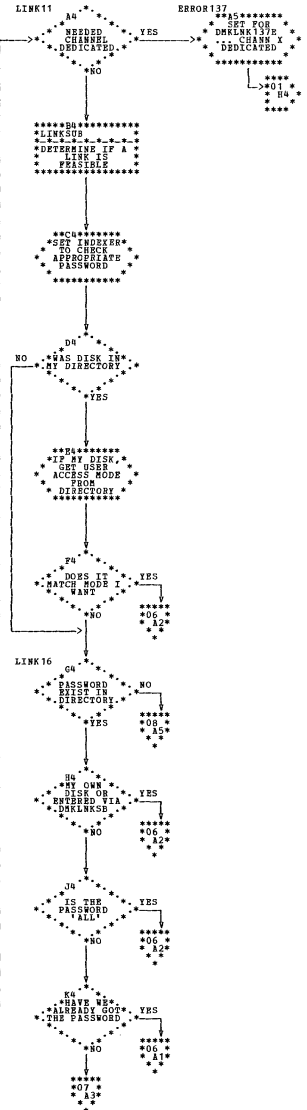 LINK11
ERROR137
A4
NEEDED
CHANNEL
DEDICATED
YES
NO
A5
SET FOR
DMKLNK137E
... CHANN X
DEDICATED
*01
H4
B4
LINKSUB
DETERMINE IF A
LINK IS
FEASIBLE
C4
SET INDEXER
TO CHECK
APPROPRIATE
PASSWORD
D4
NO
WAS DISK IN
MY DIRECTORY
YES
E4
IF MY DISK,
GET USER
ACCESS MODE
FROM
DIRECTORY
F4
DOES IT
MATCH MODE I
WANT
YES
NO
*06
A2*
LINK16
G4
PASSWORD
EXIST IN
DIRECTORY
NO
YES
*08
A5*
H4
MY OWN
DISK OR
ENTERED VIA
DMKLNKSB
YES
NO
*06
A2*
J4
IS THE
PASSWORD
'ALL'
YES
NO
*06
A2*
K4
HAVE WE
ALREADY GOT
THE PASSWORD
YES
NO
*06
A1*
*07
A3*